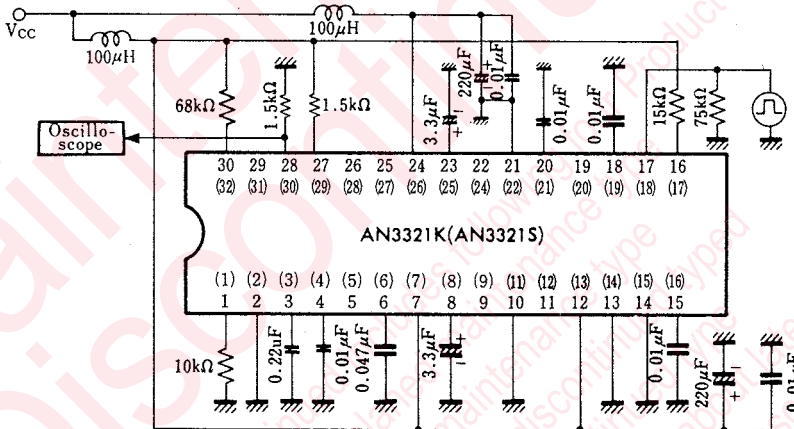 100μH
VCC
100μH
68kΩ
1.5kΩ
1.5kΩ
3.3μF
+ −
220μF
+
−
0.01μF
0.01μF
0.01μF
15kΩ
75kΩ
Oscillo-
scope
30 29 28 27 26 25 24 23 22 21 20 19 18 17 16
(32) (31) (30) (29) (28) (27) (26) (25) (24) (22) (21) (20) (19) (18) (17)
AN3321K(AN3321S)
(1) (2) (3) (4) (5) (6) (7) (8) (9) (11) (12) (13) (14) (15) (16)
1 2 3 4 5 6 7 8 9 10 11 12 13 14 15
10kΩ
0.22uF
0.01μF
0.047μF
3.3μF
+
−
0.01μF
220μF
+ −
0.01μF